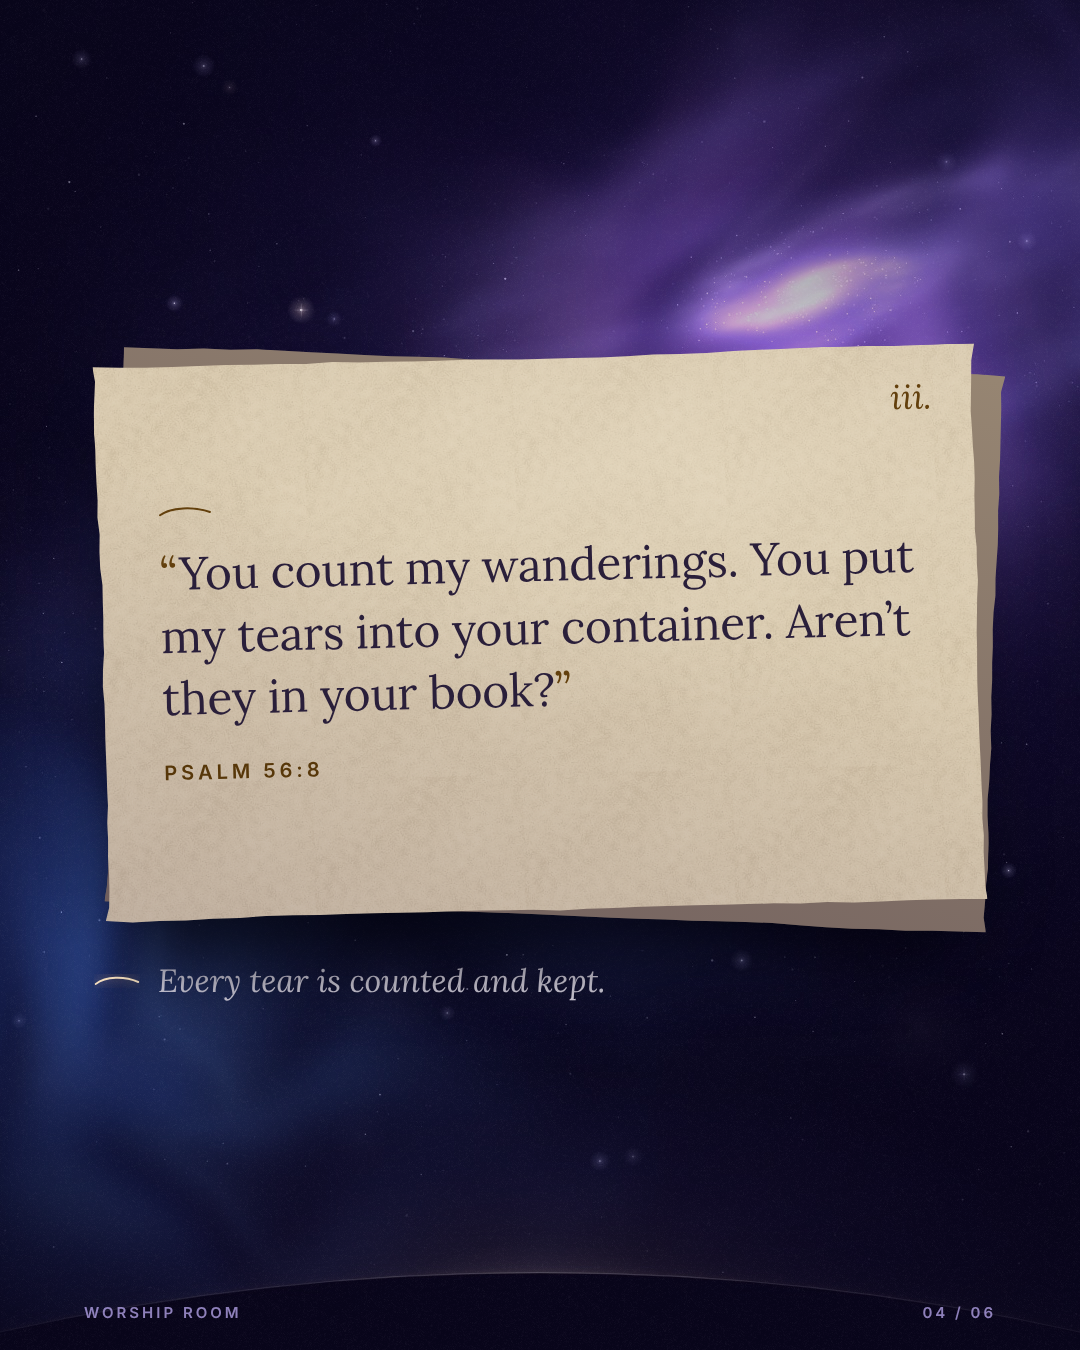 iii.
“You count my wanderings. You put
my tears into your container. Aren’t
they in your book?”
PSALM 56:8
Every tear is counted and kept.
WORSHIP ROOM
04 / 06